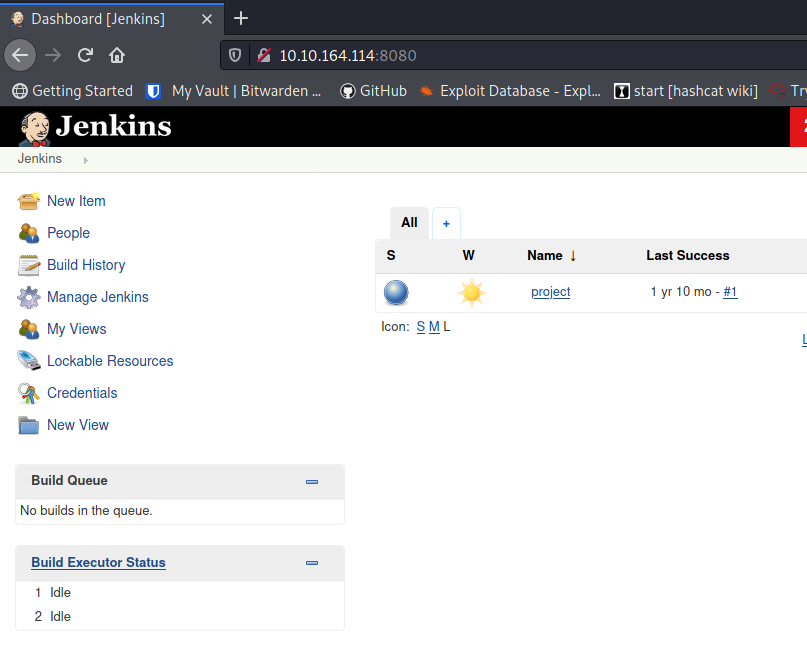 Dashboard [Jenkins]
10.10.164.114:8080
Getting Started My Vault | Bitwarden ... GitHub Exploit Database - Expl... start [hashcat wiki] Tr
Jenkins
Jenkins
New Item
People
Build History
Manage Jenkins
My Views
Lockable Resources
Credentials
New View
Build Queue
No builds in the queue.
Build Executor Status
1 Idle
2 Idle
All +
S W Name ↓ Last Success
project 1 yr 10 mo - #1
Icon: S M L